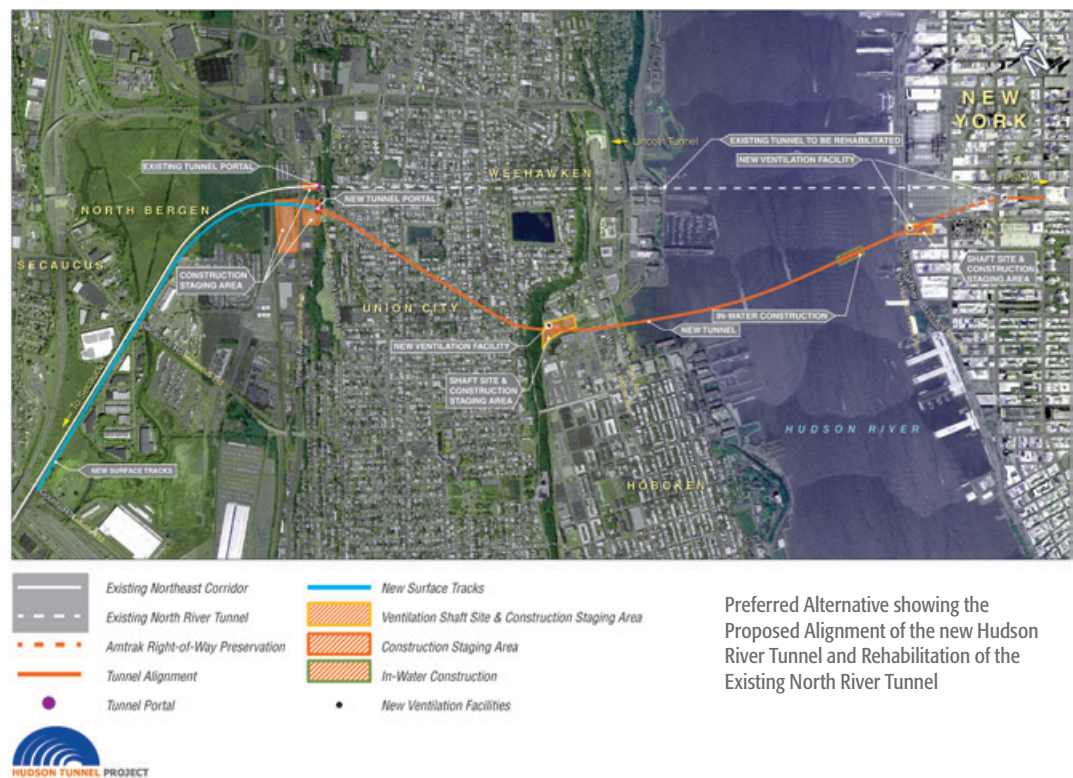 N
NEW
YORK
Lincoln Tunnel
EXISTING TUNNEL TO BE REHABILITATED
NEW VENTILATION FACILITY
EXISTING TUNNEL PORTAL
WEEHAWKEN
NEW TUNNEL PORTAL
NORTH BERGEN
SECAUCUS
CONSTRUCTION
STAGING AREA
SHAFT SITE &
CONSTRUCTION
STAGING AREA
UNION CITY
IN-WATER CONSTRUCTION
NEW TUNNEL
NEW VENTILATION FACILITY
SHAFT SITE &
CONSTRUCTION
STAGING AREA
HUDSON RIVER
NEW SURFACE TRACKS
HOBOKEN
Existing Northeast Corridor
Existing North River Tunnel
Amtrak Right-of-Way Preservation
Tunnel Alignment
Tunnel Portal
New Surface Tracks
Ventilation Shaft Site & Construction Staging Area
Construction Staging Area
In-Water Construction
New Ventilation Facilities
Preferred Alternative showing the
Proposed Alignment of the new Hudson
River Tunnel and Rehabilitation of the
Existing North River Tunnel
HUDSON TUNNEL PROJECT